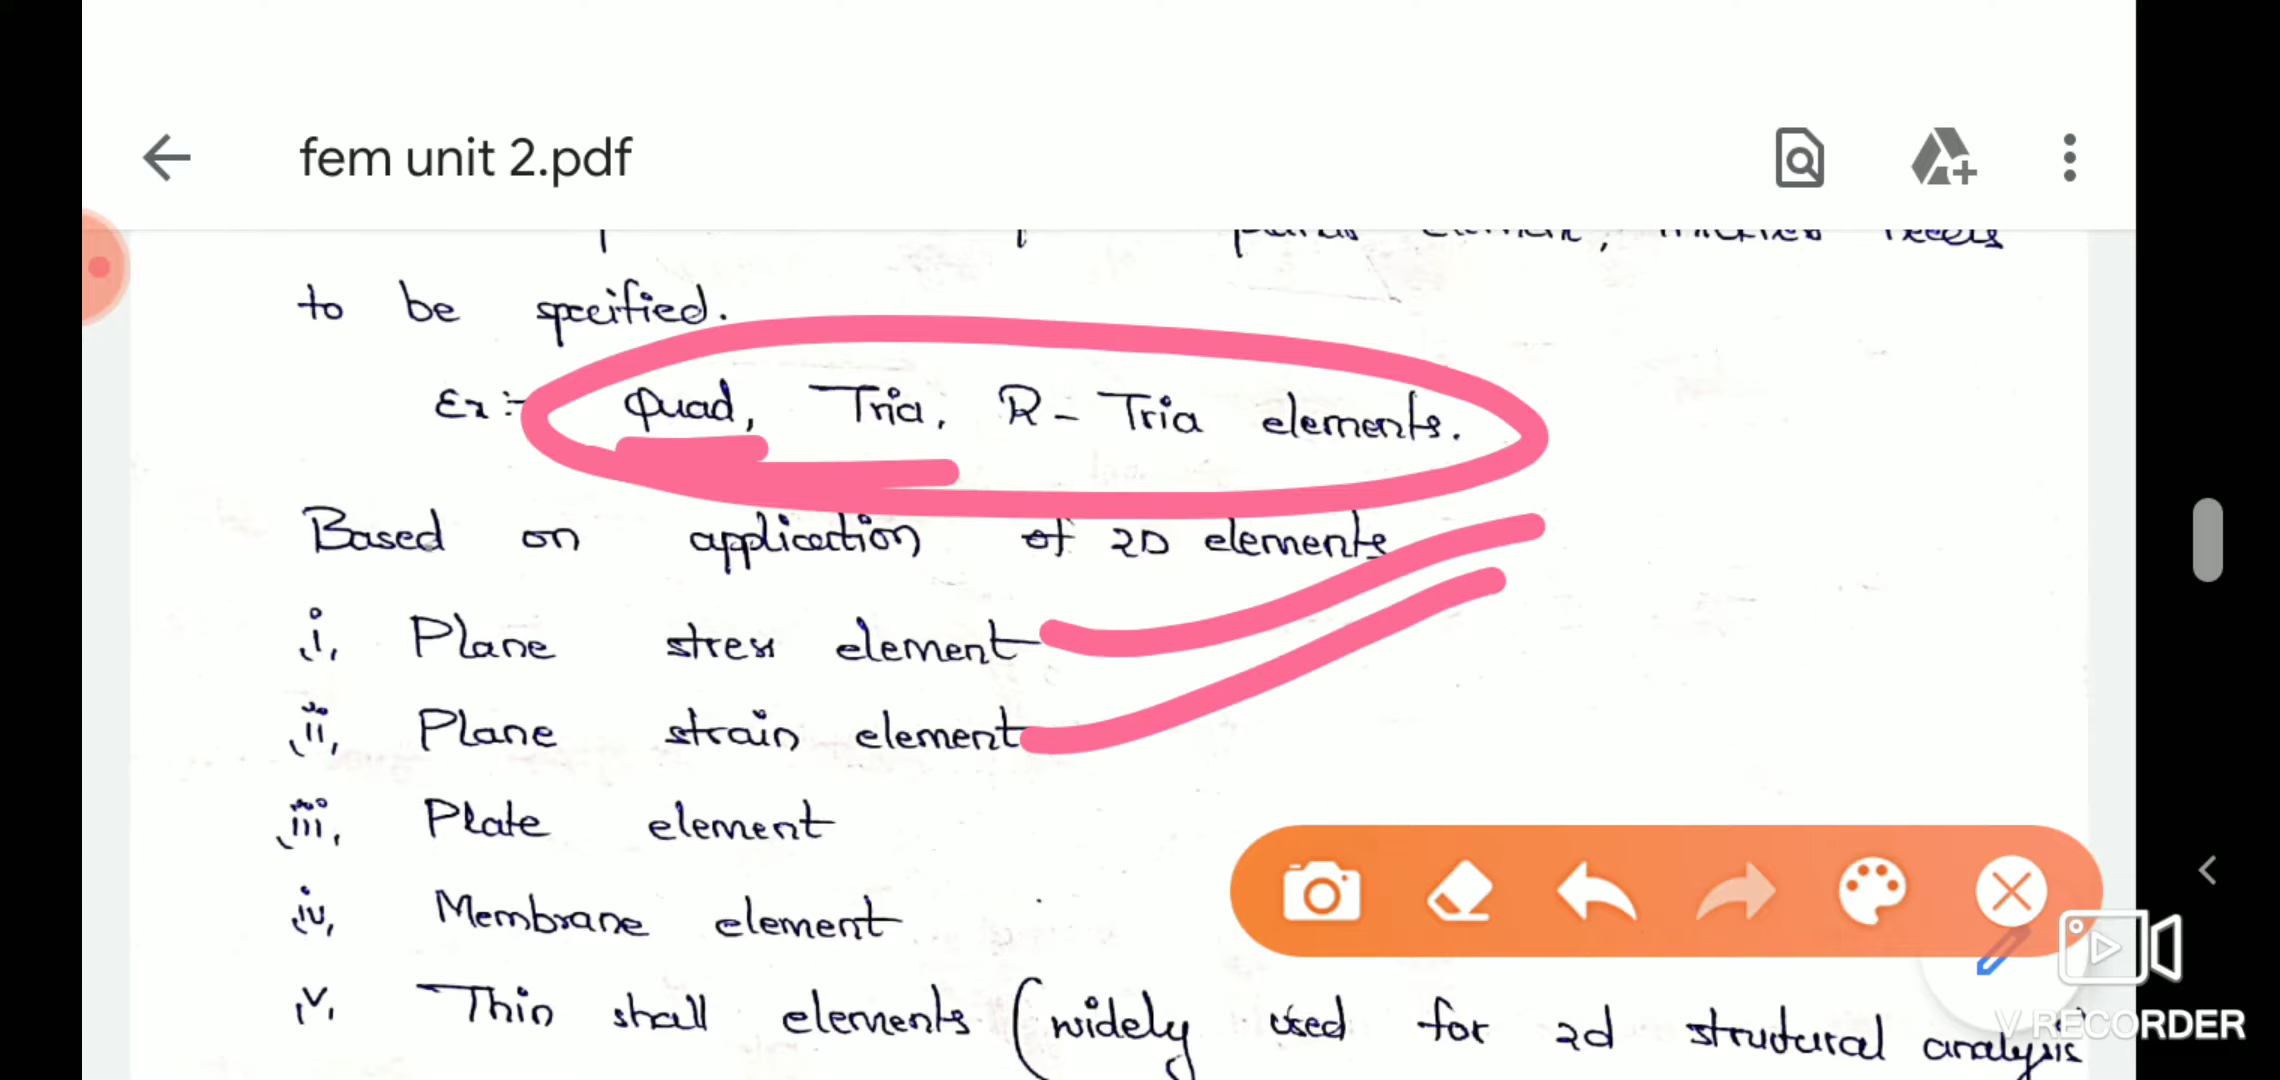 fem unit 2.pdf
to be specified.
Ex :- Quad, Tria, R - Tria elements.
Based on application of 2D elements
i, Plane stress element
ii, Plane strain element
iii, Plate element
iv, Membrane element
v, Thin shall elements (widely used for 2d strutural analysis
V RECORDER